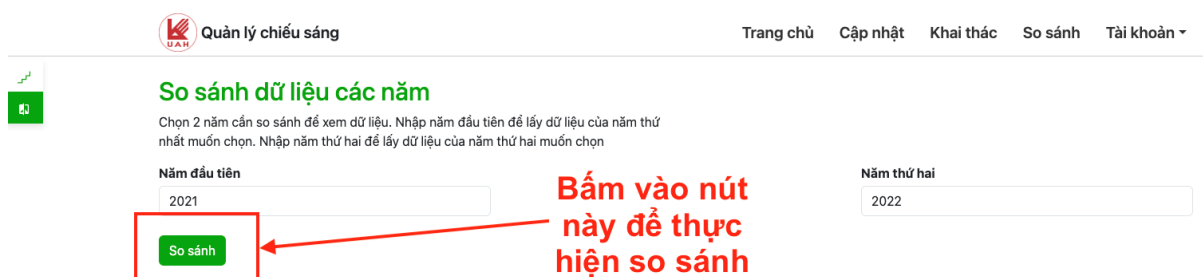 UAH
Quản lý chiếu sáng
Trang chủ
Cập nhật
Khai thác
So sánh
Tài khoản
So sánh dữ liệu các năm
Chọn 2 năm cần so sánh để xem dữ liệu. Nhập năm đầu tiên để lấy dữ liệu của năm thứ
nhất muốn chọn. Nhập năm thứ hai để lấy dữ liệu của năm thứ hai muốn chọn
Năm đầu tiên
2021
Năm thứ hai
2022
So sánh
Bấm vào nút
này để thực
hiện so sánh